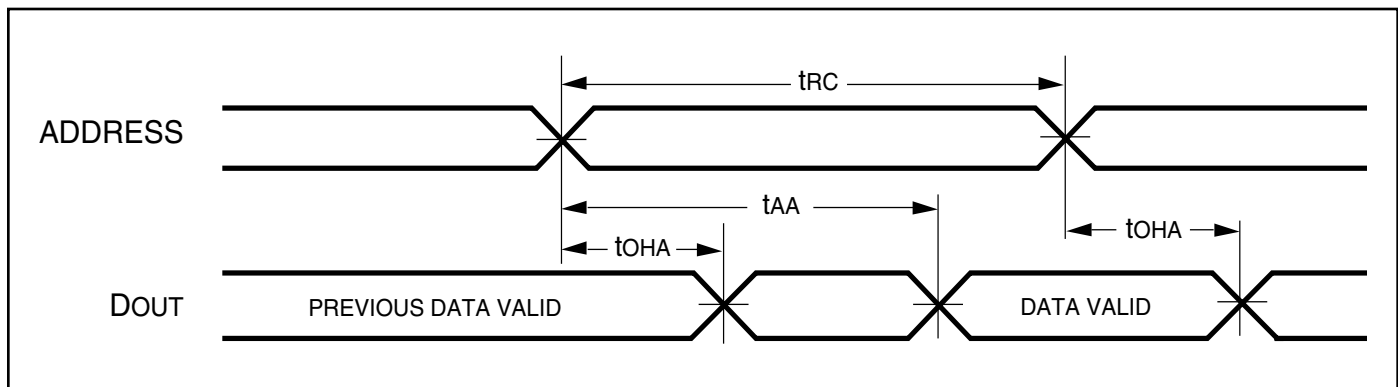 tRC
ADDRESS
tAA
tOHA
tOHA
DOUT
PREVIOUS DATA VALID
DATA VALID